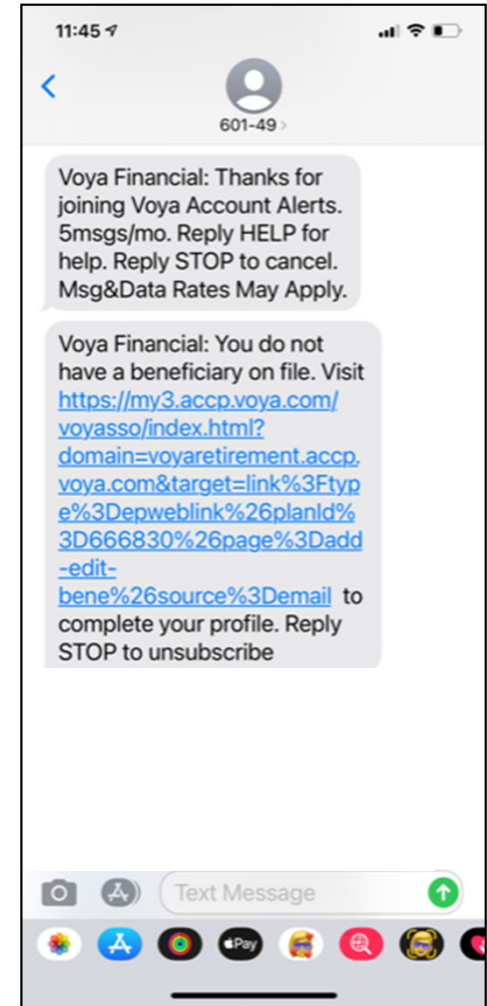 11:45
601-49
Voya Financial: Thanks for
joining Voya Account Alerts.
5msgs/mo. Reply HELP for
help. Reply STOP to cancel.
Msg&Data Rates May Apply.
Voya Financial: You do not
have a beneficiary on file. Visit
https://my3.accp.voya.com/
voyasso/index.html?
domain=voyaretirement.accp.
voya.com&target=link%3Ftyp
e%3Depweblink%26planId%
3D666830%26page%3Dadd
-edit-
bene%26source%3Demail to
complete your profile. Reply
STOP to unsubscribe
Text Message
Pay